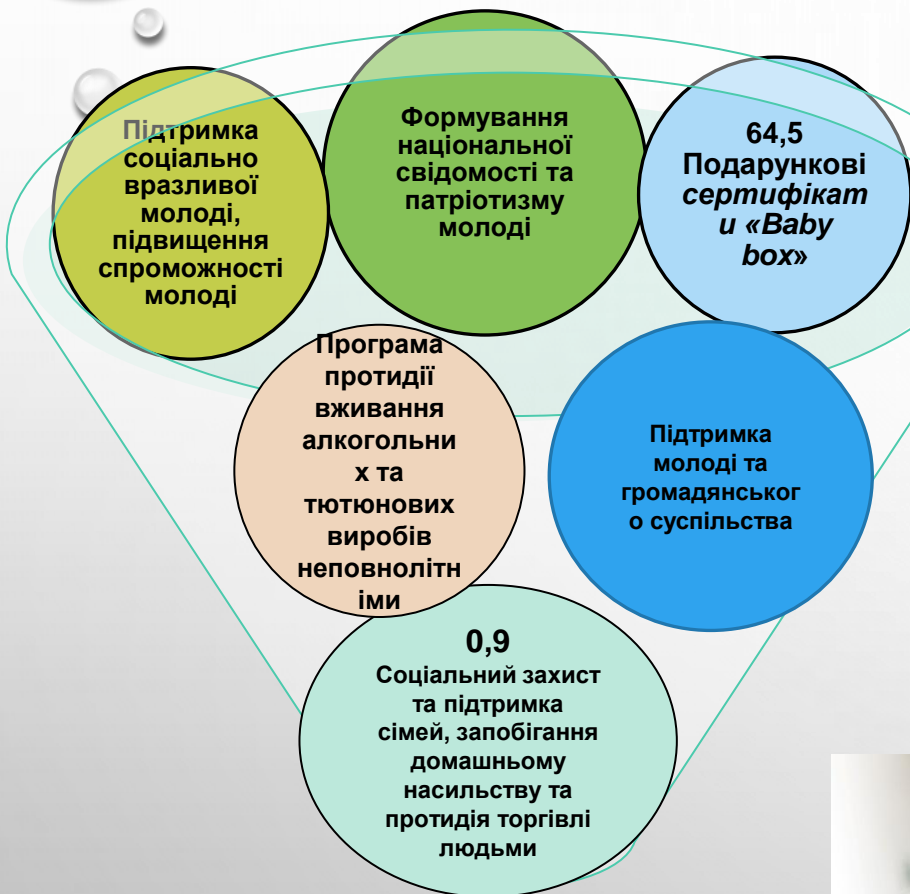 Підтримка
соціально
вразливої
молоді,
підвищення
спроможності
молоді
Формування
національної
свідомості та
патріотизму
молоді
64,5
Подарункові
сертифікат
и «Baby
box»
Програма
протидії
вживання
алкогольни
х та
тютюнових
виробів
неповнолітн
іми
Підтримка
молоді та
громадянськог
о суспільства
0,9
Соціальний захист
та підтримка
сімей, запобігання
домашньому
насильству та
протидія торгівлі
людьми